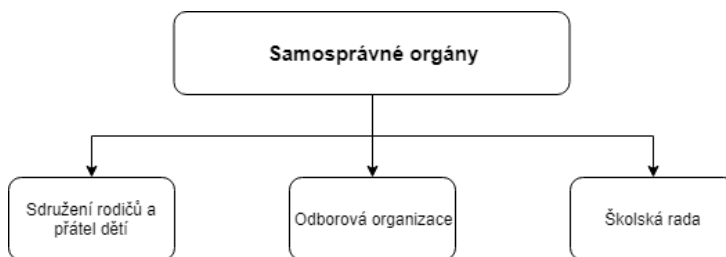 Samosprávné orgány
Sdružení rodičů a
přátel dětí
Odborová organizace
Školská rada